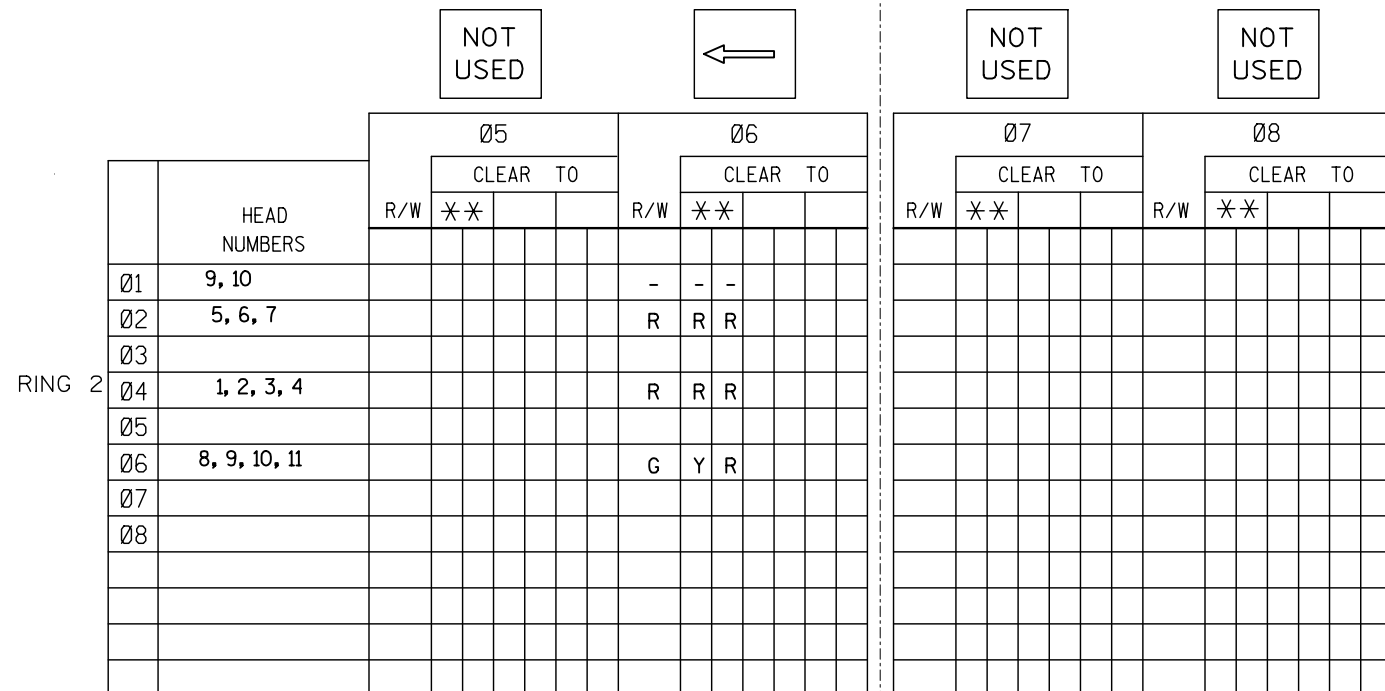 NOT USED
NOT USED
NOT USED
Ø5 Ø6 Ø7 Ø8
CLEAR TO CLEAR TO CLEAR TO CLEAR TO
HEAD NUMBERS R/W ** R/W ** R/W ** R/W **
Ø1 9, 10 - - -
Ø2 5, 6, 7 R R R
Ø3
RING 2 Ø4 1, 2, 3, 4 R R R
Ø5
Ø6 8, 9, 10, 11 G Y R
Ø7
Ø8